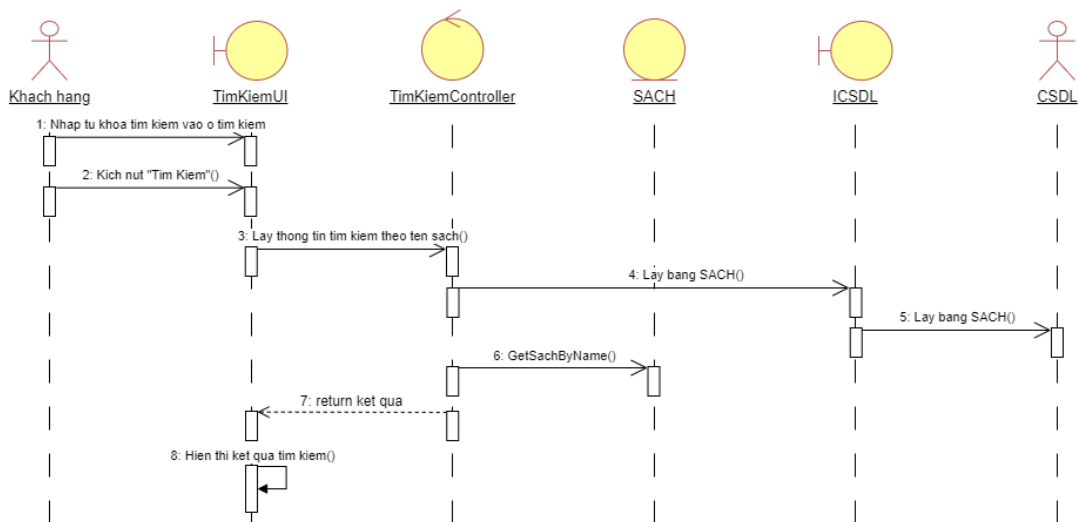 Khach hang
TimKiemUI
TimKiemController
SACH
ICSDL
CSDL
1: Nhap tu khoa tim kiem vao o tim kiem
2: Kich nut "Tim Kiem"()
3: Lay thong tin tim kiem theo ten sach()
4: Lay bang SACH()
5: Lay bang SACH()
6: GetSachByName()
7: return ket qua
8: Hien thi ket qua tim kiem()